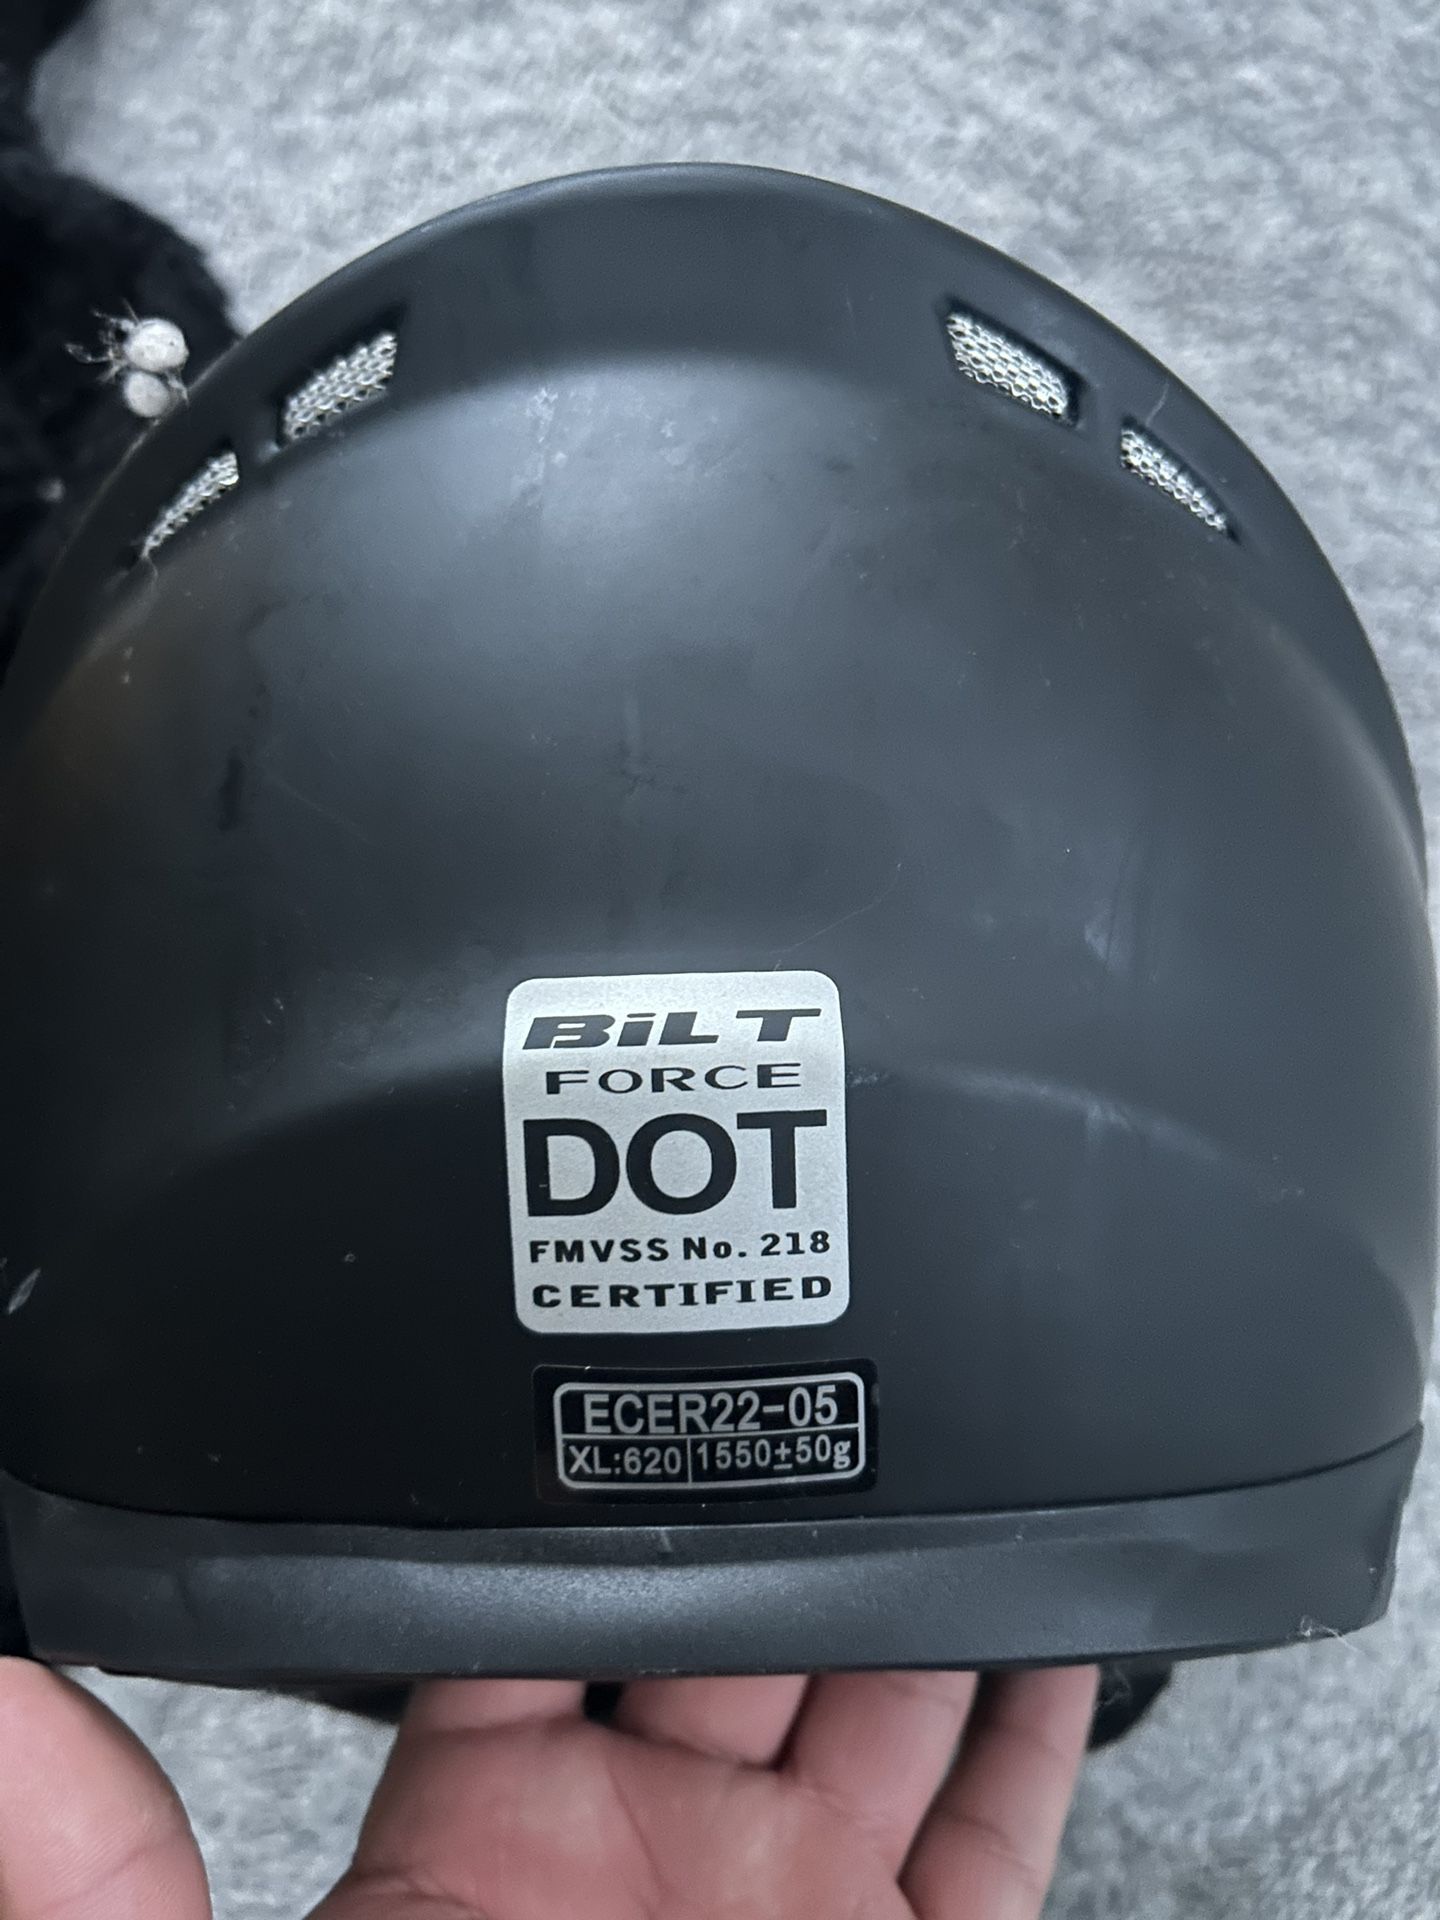 BiLT
FORCE
DOT
FMVSS No. 218
CERTIFIED
ECER22-05
XL:620 1550±50g